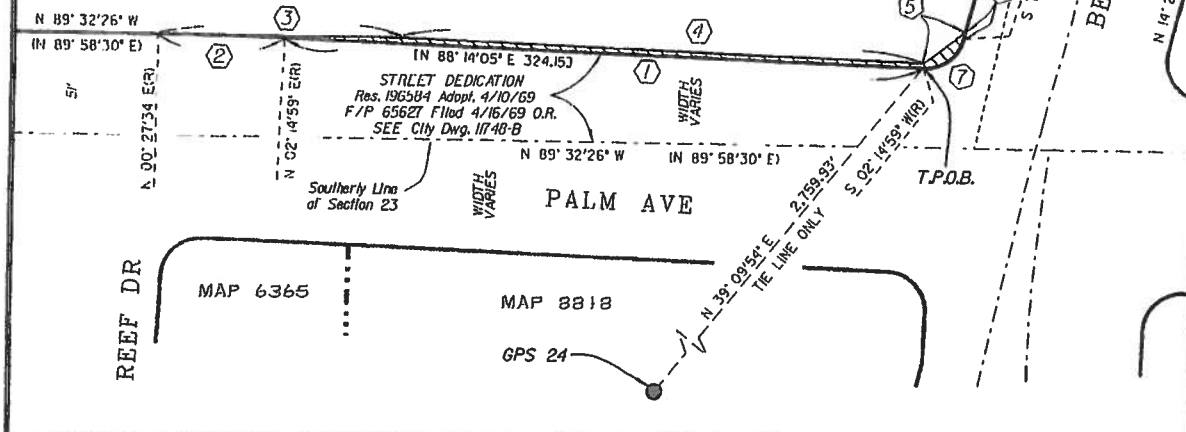 N 89° 32'26" W
(N 89° 58'30" E)
3
2
4
5
[N 88° 14'05" E 324.15]
1
7
51'
N 00° 27'34 E(R)
N 02° 14'59" E(R)
STREET DEDICATION
Res. 196584 Adopt. 4/10/69
F/P 65627 Filed 4/16/69 O.R.
SEE City Dwg. 11748-B
WIDTH
VARIES
N 89° 32'26" W
(N 89° 58'30" E)
Southerly Line
of Section 23
WIDTH
VARIES
PALM AVE
T.P.O.B.
N 39° 09'54" E 2,759.93'
TIE LINE ONLY
S 02° 14'59" W(R)
REEF DR
MAP 6365
MAP 8818
GPS 24
BE
S
N 14°